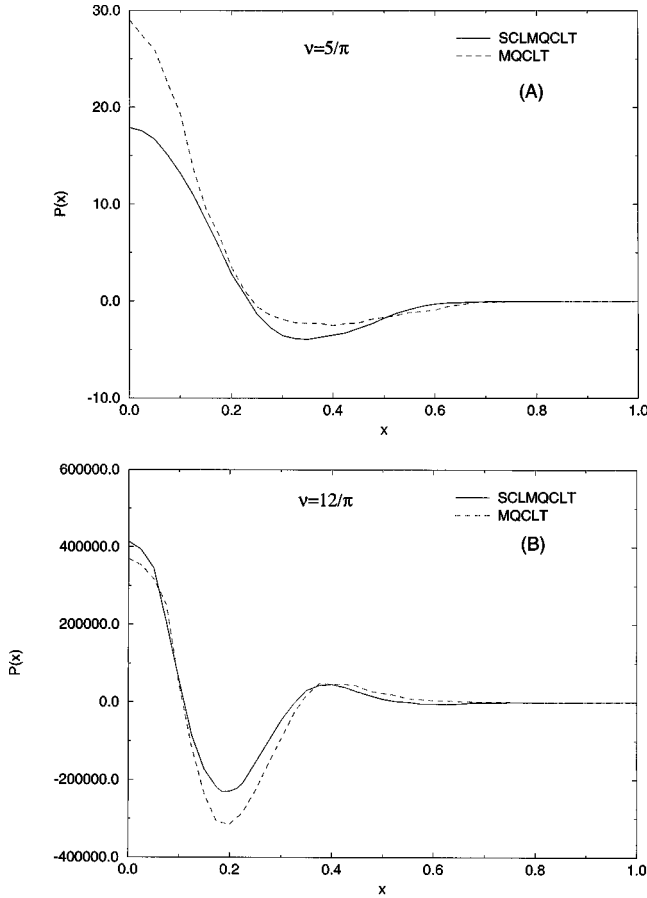 30.0
20.0
10.0
0.0
-10.0
P(x)
ν=5/π
SCLMQCLT
MQCLT
(A)
0.0 0.2 0.4 0.6 0.8 1.0
x
600000.0
400000.0
200000.0
0.0
-200000.0
-400000.0
P(x)
ν=12/π
SCLMQCLT
MQCLT
(B)
0.0 0.2 0.4 0.6 0.8 1.0
x